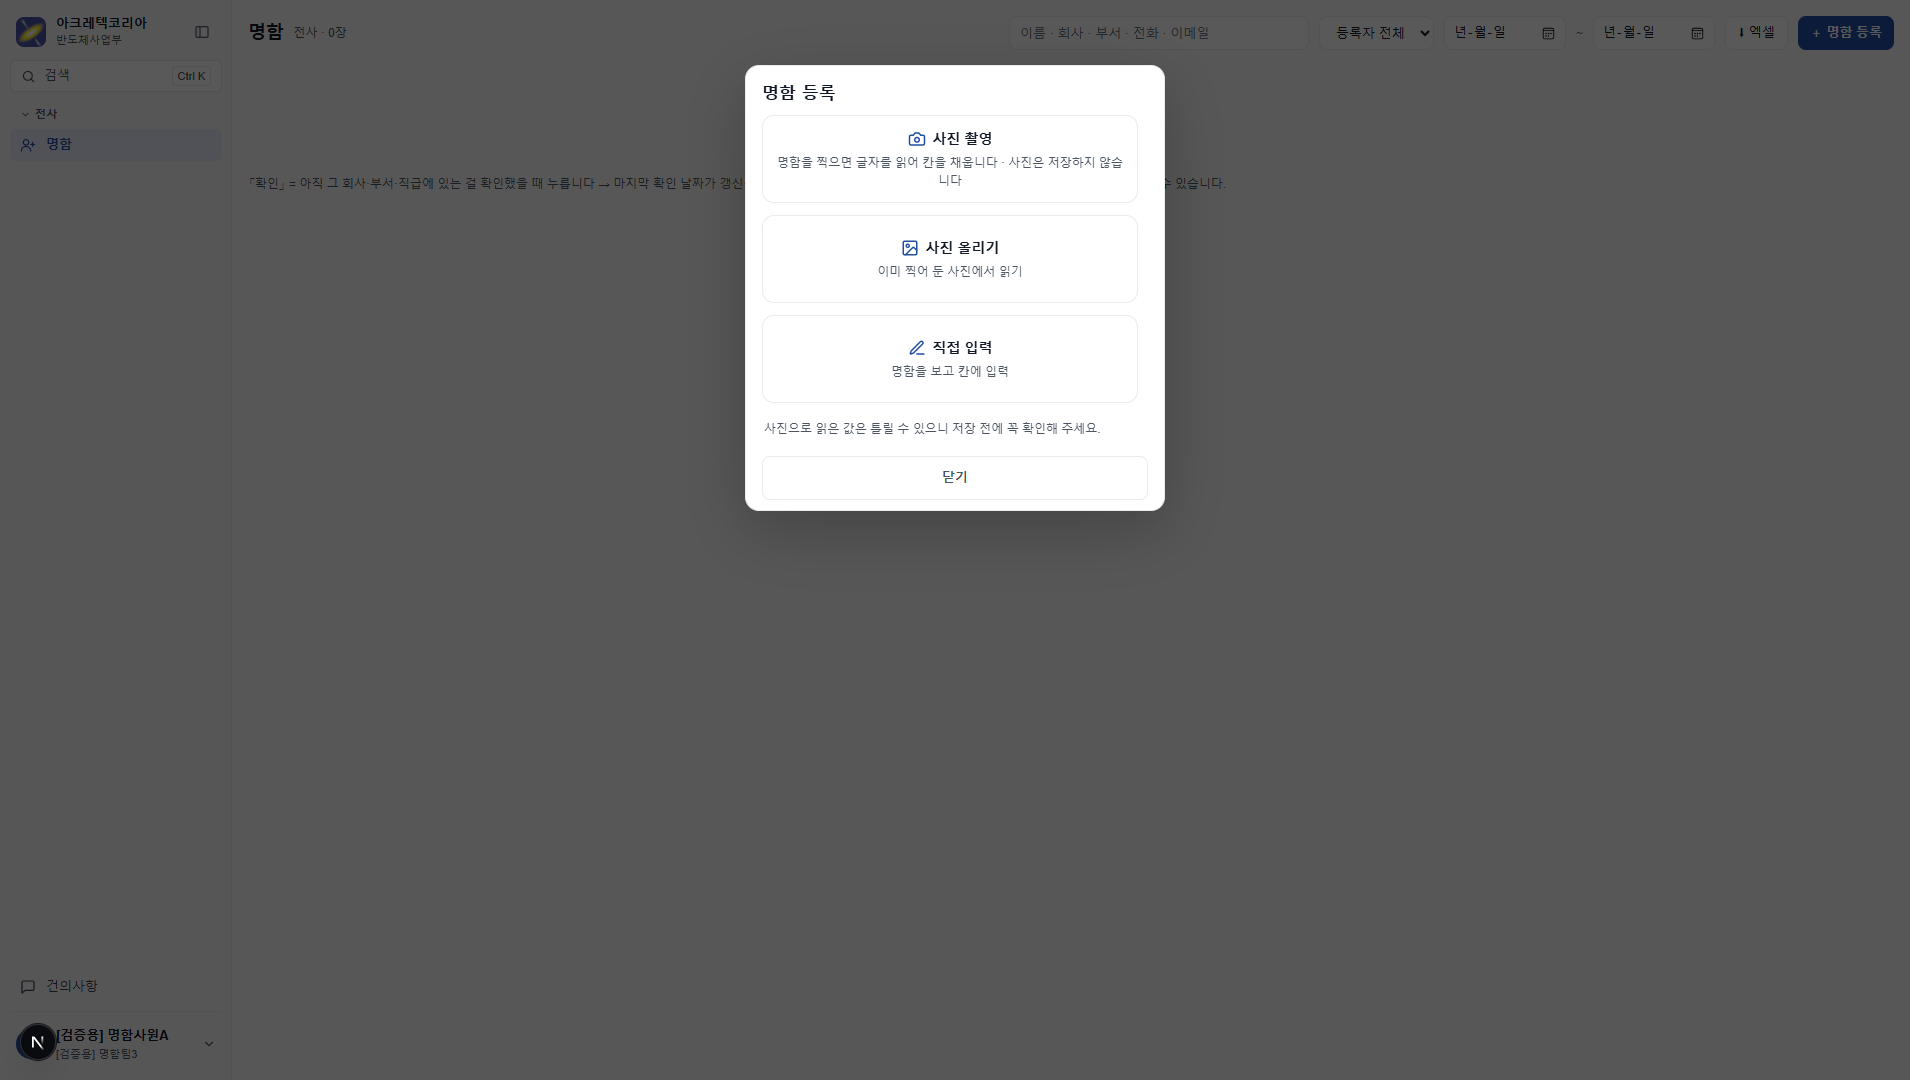 아크레텍코리아
반도체사업부
검색
Ctrl K
전사
명함
건의사항
N
[검증용] 명함사원A
[검증용] 명함팀3
명함 전사 · 0장
이름 · 회사 · 부서 · 전화 · 이메일
등록자 전체
년-월-일
~
년-월-일
⬇ 엑셀
+ 명함 등록
「확인」 = 아직 그 회사·부서·직급에 있는 걸 확인했을 때 누릅니다 → 마지막 확인 날짜가 갱신
수 있습니다.
명함 등록
사진 촬영
명함을 찍으면 글자를 읽어 칸을 채웁니다 · 사진은 저장하지 않습
니다
사진 올리기
이미 찍어 둔 사진에서 읽기
직접 입력
명함을 보고 칸에 입력
사진으로 읽은 값은 틀릴 수 있으니 저장 전에 꼭 확인해 주세요.
닫기